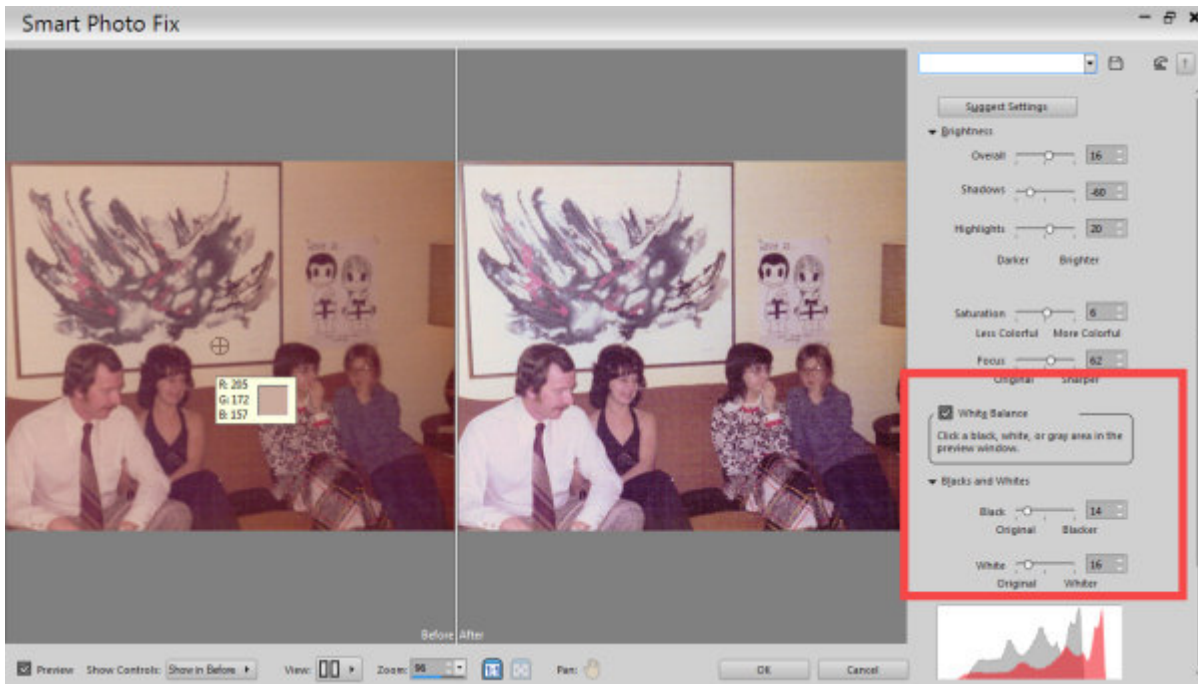 Smart Photo Fix
Suggest Settings
Brightness
Overall 16
Shadows -60
Highlights 20
Darker Brighter
Saturation 6
Less Colorful More Colorful
Focus 62
Original Sharper
White Balance
Click a black, white, or gray area in the
preview window.
Blacks and Whites
Black 14
Original Blacker
White 16
Original Whiter
R: 205
G: 172
B: 157
Before After
Preview Show Controls: Show in Before View: Zoom: 96 1:1 Pan: OK Cancel